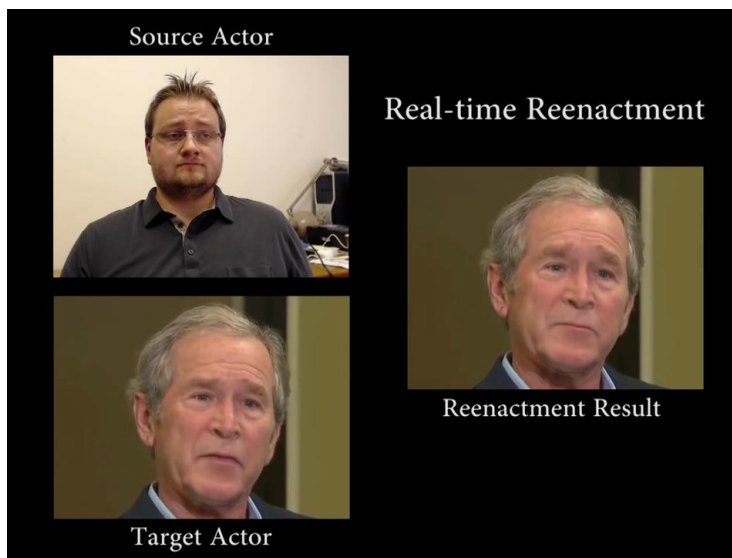 Source Actor
Real-time Reenactment
Reenactment Result
Target Actor